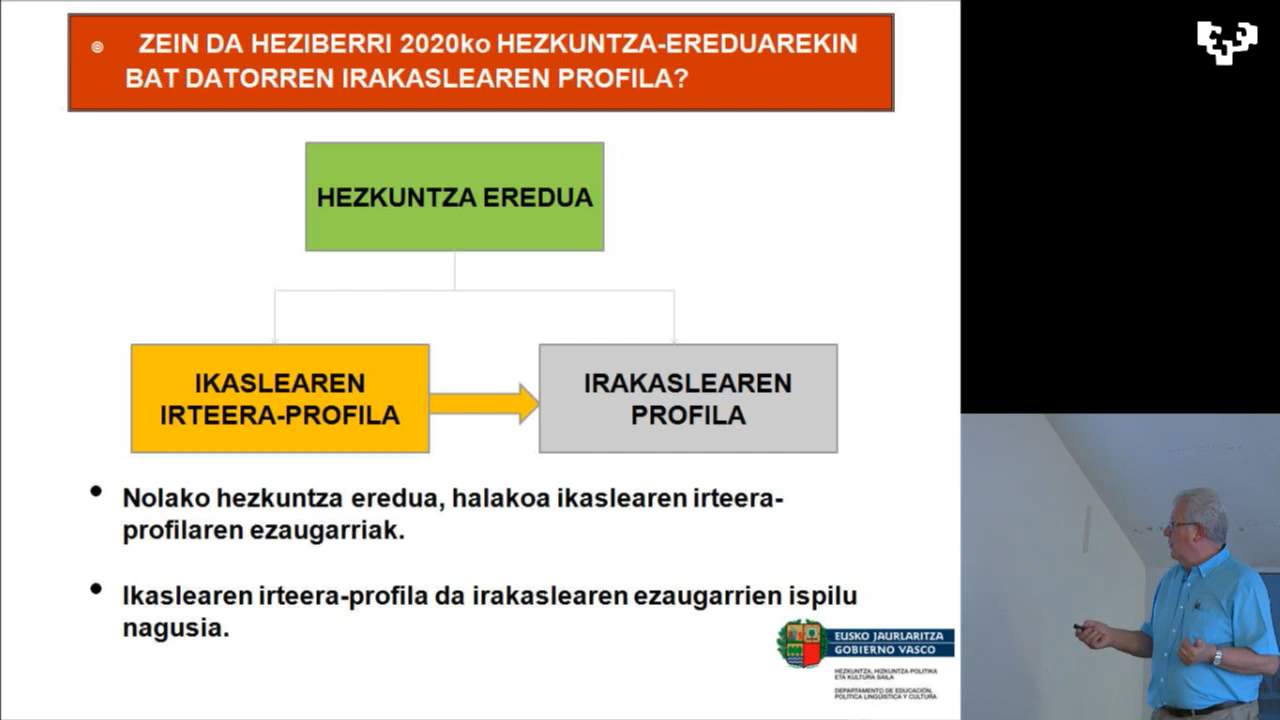 ZEIN DA HEZIBERRI 2020ko HEZKUNTZA-EREDUAREKIN
BAT DATORREN IRAKASLEAREN PROFILA?
HEZKUNTZA EREDUA
IKASLEAREN
IRTEERA-PROFILA
IRAKASLEAREN
PROFILA
• Nolako hezkuntza eredua, halakoa ikaslearen irteera-
profilaren ezaugarriak.
• Ikaslearen irteera-profila da irakaslearen ezaugarrien ispilu
nagusia.
EUSKO JAURLARITZA
GOBIERNO VASCO
HEZKUNTZA, HIZKUNTZA POLITIKA
ETA KULTURA SAILA
DEPARTAMENTO DE EDUCACIÓN,
POLÍTICA LINGÜÍSTICA Y CULTURA